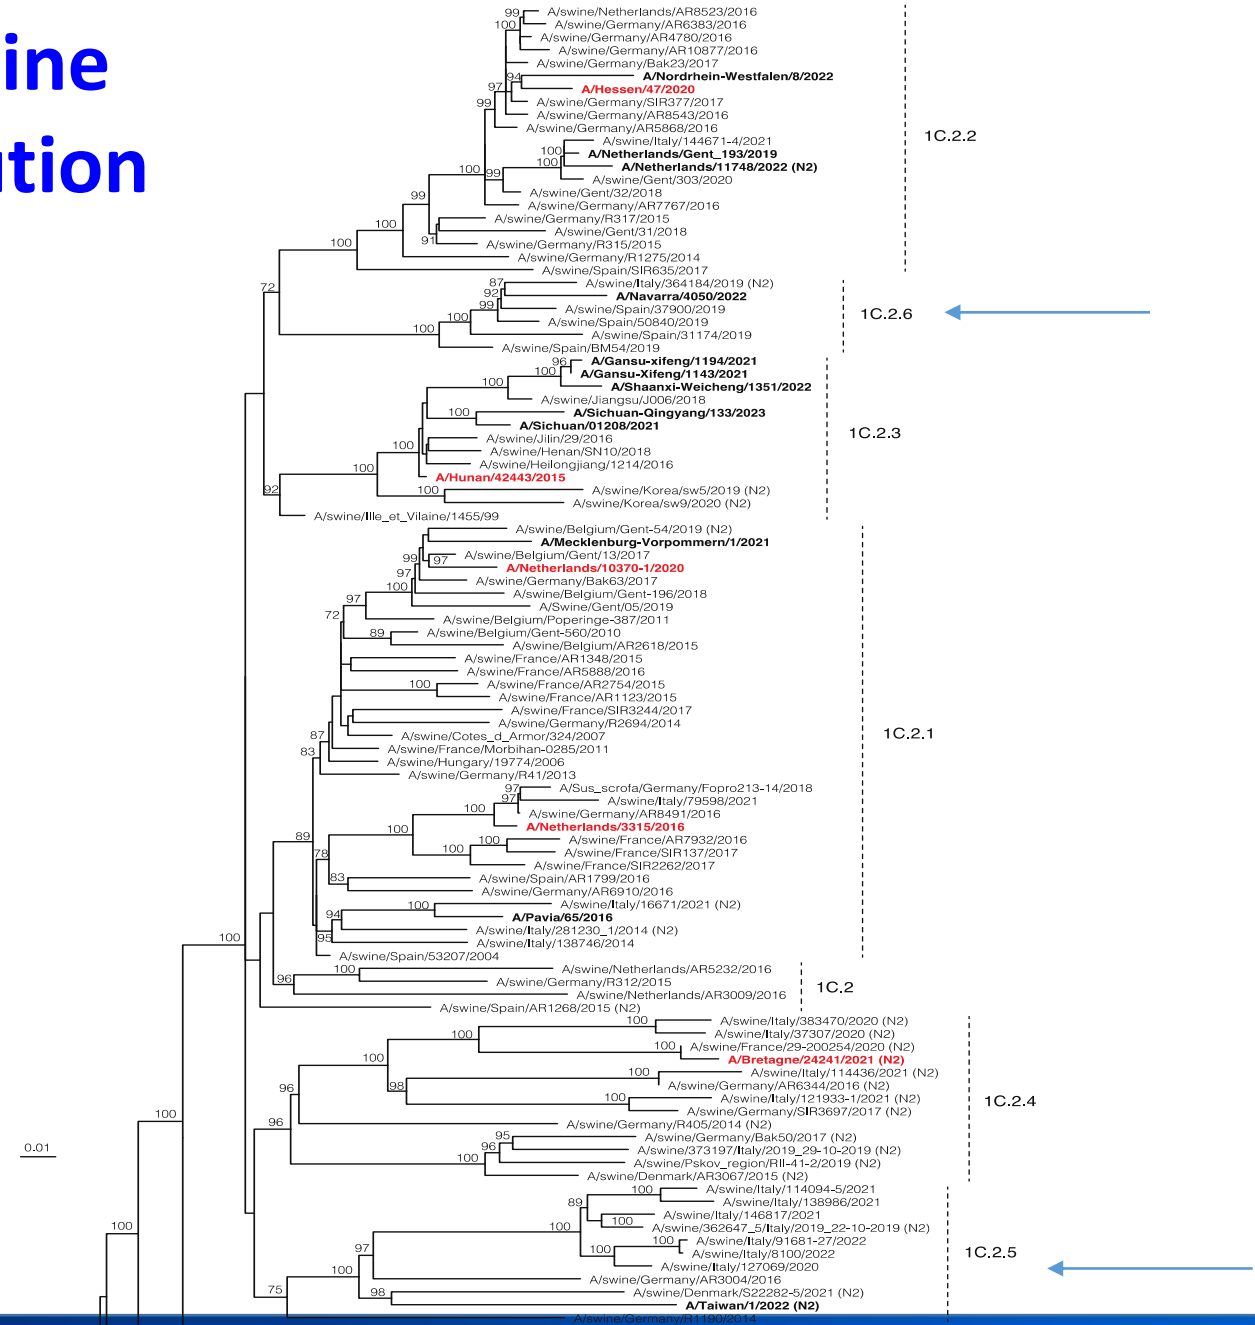 ine
ution
99
A/swine/Netherlands/AR8523/2016
100
A/swine/Germany/AR6383/2016
A/swine/Germany/AR4780/2016
A/swine/Germany/AR10877/2016
A/swine/Germany/Bak23/2017
94
A/Nordrhein-Westfalen/8/2022
97
A/Hessen/47/2020
99
A/swine/Germany/SIR377/2017
A/swine/Germany/AR8543/2016
A/swine/Germany/AR5868/2016
1C.2.2
A/swine/Italy/144671-4/2021
100
A/Netherlands/Gent_193/2019
100
A/Netherlands/11748/2022 (N2)
100
99
A/swine/Gent/303/2020
99
A/swine/Gent/32/2018
A/swine/Germany/AR7767/2016
100
A/swine/Germany/R317/2015
A/swine/Gent/31/2018
100
91
A/swine/Germany/R315/2015
A/swine/Germany/R1275/2014
A/swine/Spain/SIR635/2017
72
87
A/swine/Italy/364184/2019 (N2)
92
A/Navarra/4050/2022
99
A/swine/Spain/37900/2019
1C.2.6
100
A/swine/Spain/50840/2019
100
A/swine/Spain/31174/2019
A/swine/Spain/BM54/2019
96
A/Gansu-xifeng/1194/2021
100
A/Gansu-Xifeng/1143/2021
100
A/Shaanxi-Weicheng/1351/2022
A/swine/Jiangsu/J006/2018
100
A/Sichuan-Qingyang/133/2023
A/Sichuan/01208/2021
1C.2.3
100
A/swine/Jilin/29/2016
A/swine/Henan/SN10/2018
100
A/swine/Heilongjiang/1214/2016
A/Hunan/42443/2015
92
100
A/swine/Korea/sw5/2019 (N2)
A/swine/Korea/sw9/2020 (N2)
A/swine/Ille_et_Vilaine/1455/99
A/swine/Belgium/Gent-54/2019 (N2)
A/Mecklenburg-Vorpommern/1/2021
99
A/swine/Belgium/Gent/13/2017
97
A/Netherlands/10370-1/2020
97
A/swine/Germany/Bak63/2017
100
A/swine/Belgium/Gent-196/2018
97
A/Swine/Gent/05/2019
72
A/swine/Belgium/Poperinge-387/2011
89
A/swine/Belgium/Gent-560/2010
A/swine/Belgium/AR2618/2015
A/swine/France/AR1348/2015
A/swine/France/AR5888/2016
100
A/swine/France/AR2754/2015
A/swine/France/AR1123/2015
A/swine/France/SIR3244/2017
A/swine/Germany/R2694/2014
1C.2.1
87
A/swine/Cotes_d_Armor/324/2007
83
A/swine/France/Morbihan-0285/2011
A/swine/Hungary/19774/2006
A/swine/Germany/R41/2013
97
A/Sus_scrofa/Germany/Fopro213-14/2018
97
A/swine/Italy/79598/2021
100
A/swine/Germany/AR8491/2016
A/Netherlands/3315/2016
89
100
100
A/swine/France/AR7932/2016
78
100
A/swine/France/SIR137/2017
A/swine/France/SIR2262/2017
83
A/swine/Spain/AR1799/2016
A/swine/Germany/AR6910/2016
100
A/swine/Italy/16671/2021 (N2)
94
A/Pavia/65/2016
95
A/swine/Italy/281230_1/2014 (N2)
100
A/swine/Italy/138746/2014
A/swine/Spain/53207/2004
100
A/swine/Netherlands/AR5232/2016
96
A/swine/Germany/R312/2015
1C.2
A/swine/Netherlands/AR3009/2016
A/swine/Spain/AR1268/2015 (N2)
100
A/swine/Italy/383470/2020 (N2)
100
A/swine/Italy/37307/2020 (N2)
100
A/swine/France/29-200254/2020 (N2)
100
A/Bretagne/24241/2021 (N2)
100
A/swine/Italy/114436/2021 (N2)
96
98
A/swine/Germany/AR6344/2016 (N2)
100
A/swine/Italy/121933-1/2021 (N2)
1C.2.4
100
A/swine/Germany/SIR3697/2017 (N2)
96
A/swine/Germany/R405/2014 (N2)
95
A/swine/Germany/Bak50/2017 (N2)
0.01
96
A/swine/373197/Italy/2019_29-10-2019 (N2)
100
A/swine/Pskov_region/RII-41-2/2019 (N2)
A/swine/Denmark/AR3067/2015 (N2)
100
A/swine/Italy/114094-5/2021
89
A/swine/Italy/138986/2021
A/swine/Italy/146817/2021
100
100
100
A/swine/362647_5/Italy/2019_22-10-2019 (N2)
100
A/swine/Italy/91681-27/2022
97
100
A/swine/Italy/8100/2022
1C.2.5
100
A/swine/Italy/127069/2020
A/swine/Germany/AR3004/2016
75
98
A/swine/Denmark/S22282-5/2021 (N2)
A/Taiwan/1/2022 (N2)
A/swine/Germany/R1190/2014